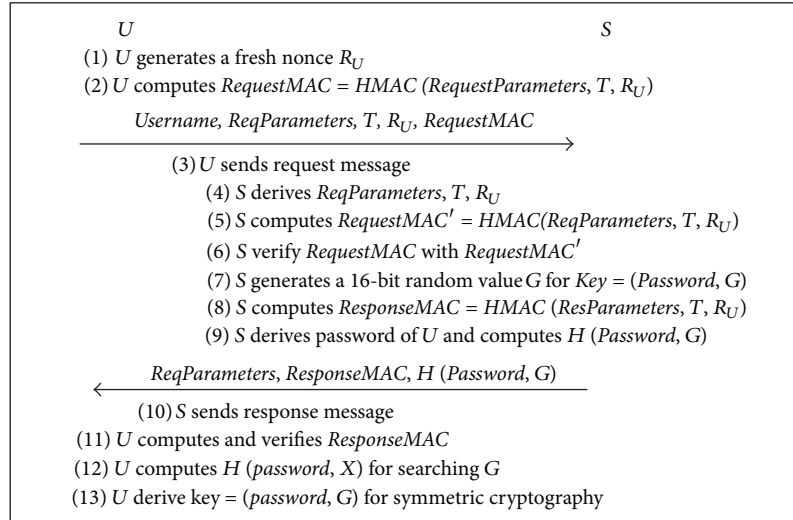 U S
(1) U generates a fresh nonce R_U
(2) U computes RequestMAC = HMAC (RequestParameters, T, R_U)
Username, ReqParameters, T, R_U, RequestMAC
(3) U sends request message
(4) S derives ReqParameters, T, R_U
(5) S computes RequestMAC′ = HMAC(ReqParameters, T, R_U)
(6) S verify RequestMAC with RequestMAC′
(7) S generates a 16-bit random value G for Key = (Password, G)
(8) S computes ResponseMAC = HMAC (ResParameters, T, R_U)
(9) S derives password of U and computes H (Password, G)
ReqParameters, ResponseMAC, H (Password, G)
(10) S sends response message
(11) U computes and verifies ResponseMAC
(12) U computes H (password, X) for searching G
(13) U derive key = (password, G) for symmetric cryptography